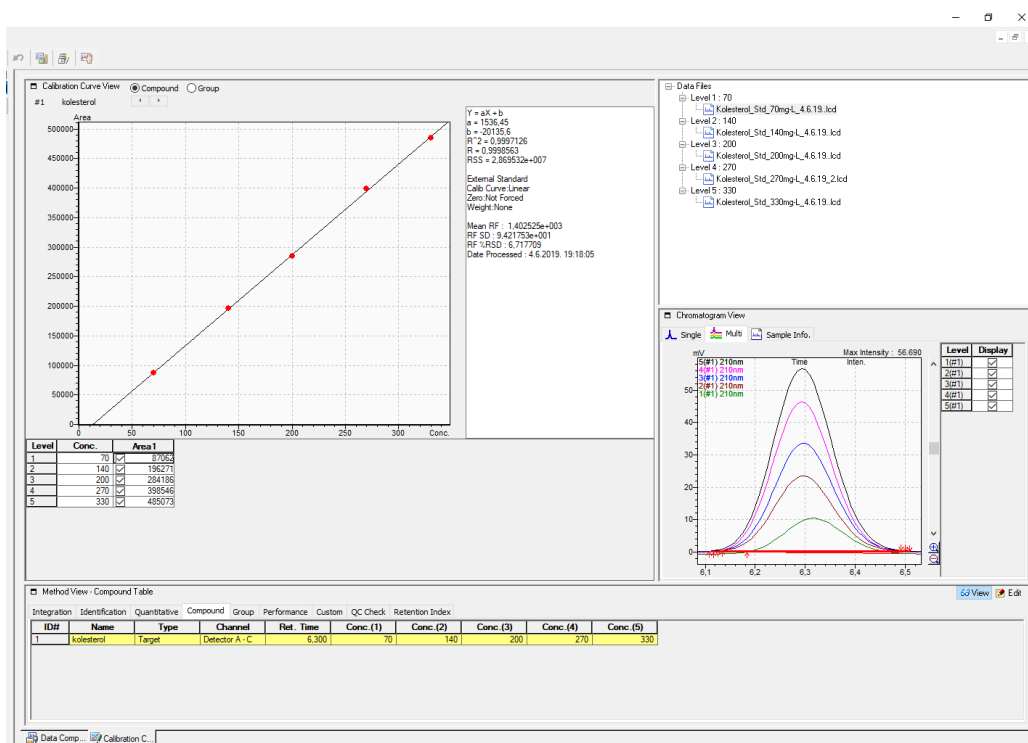 Calibration Curve View Compound Group
#1 kolesterol
Area
500000
450000
400000
350000
300000
250000
200000
150000
100000
50000
0
0 50 100 150 200 250 300 Conc.
Y = aX + b
a = 1536,45
b = -20135,6
R^2 = 0,9997126
R = 0,9998563
RSS = 2,869532e+007
External Standard
Calib Curve:Linear
Zero:Not Forced
Weight:None
Mean RF : 1,402525e+003
RF SD : 9,421753e+001
RF %RSD : 6,717709
Date Processed : 4.6.2019. 19:18:05
Level Conc. Area1
1 70 87062
2 140 196271
3 200 284186
4 270 398546
5 330 485073
Data Files
Level 1 : 70
Kolesterol_Std_70mg-L_4.6.19..lcd
Level 2 : 140
Kolesterol_Std_140mg-L_4.6.19..lcd
Level 3 : 200
Kolesterol_Std_200mg-L_4.6.19..lcd
Level 4 : 270
Kolesterol_Std_270mg-L_4.6.19_2.lcd
Level 5 : 330
Kolesterol_Std_330mg-L_4.6.19..lcd
Chromatogram View
Single Multi Sample Info.
mV Max Intensity : 56.690
5(#1) 210nm Time Inten.
4(#1) 210nm
3(#1) 210nm
2(#1) 210nm
1(#1) 210nm
50
40
30
20
10
0
6,1 6,2 6,3 6,4 6,5
Level Display
1(#1)
2(#1)
3(#1)
4(#1)
5(#1)
Method View - Compound Table View Edit
Integration Identification Quantitative Compound Group Performance Custom QC Check Retention Index
ID# Name Type Channel Ret. Time Conc.(1) Conc.(2) Conc.(3) Conc.(4) Conc.(5)
1 kolesterol Target Detector A - C 6,300 70 140 200 270 330
Data Comp... Calibration C...